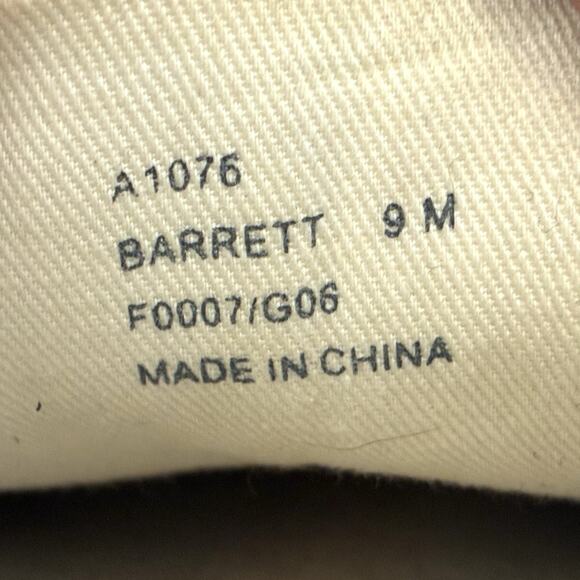 A1076
BARRETT 9 M
F0007/G06
MADE IN CHINA